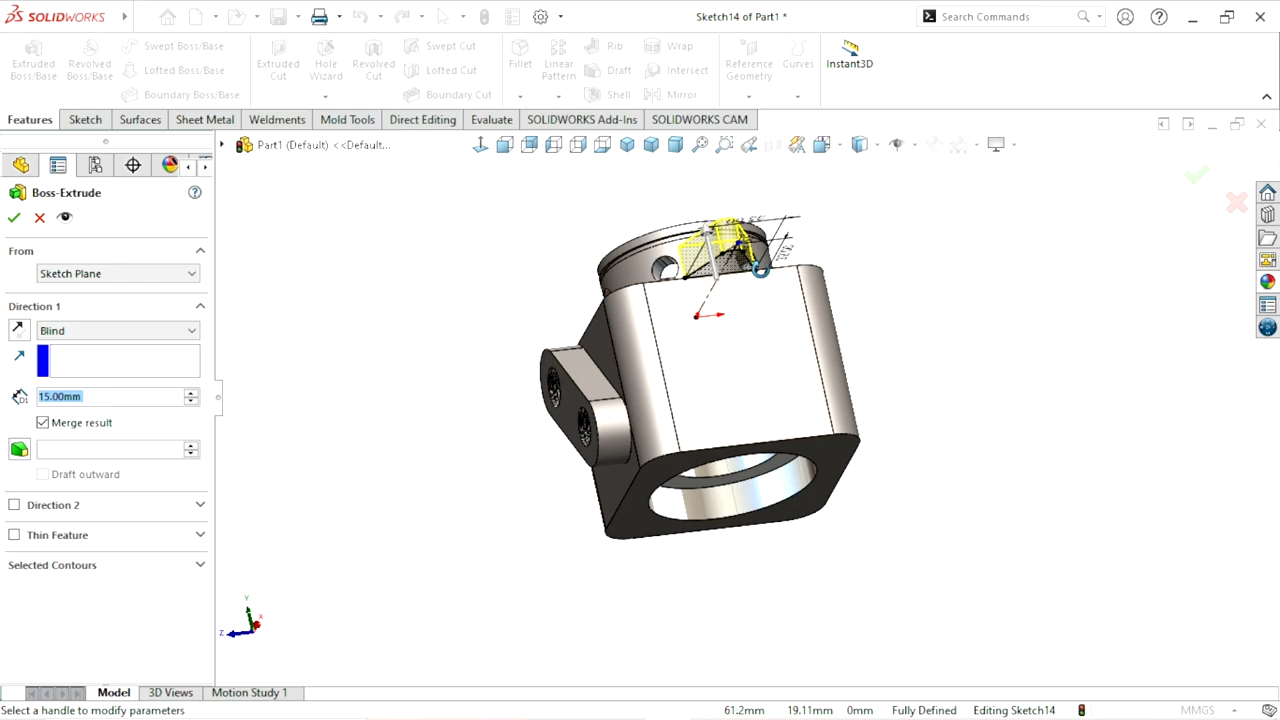 SOLIDWORKS
Sketch14 of Part1 *
Search Commands
Extruded Boss/Base
Revolved Boss/Base
Swept Boss/Base
Lofted Boss/Base
Boundary Boss/Base
Extruded Cut
Hole Wizard
Revolved Cut
Swept Cut
Lofted Cut
Boundary Cut
Fillet
Linear Pattern
Rib
Draft
Shell
Wrap
Intersect
Mirror
Reference Geometry
Curves
Instant3D
Features
Sketch
Surfaces
Sheet Metal
Weldments
Mold Tools
Direct Editing
Evaluate
SOLIDWORKS Add-Ins
SOLIDWORKS CAM
Part1 (Default) <<Default...
Boss-Extrude
From
Sketch Plane
Direction 1
Blind
D1
15.00mm
Merge result
Draft outward
Direction 2
Thin Feature
Selected Contours
Y
X
Z
Model
3D Views
Motion Study 1
Select a handle to modify parameters
61.2mm
19.11mm
0mm
Fully Defined
Editing Sketch14
MMGS